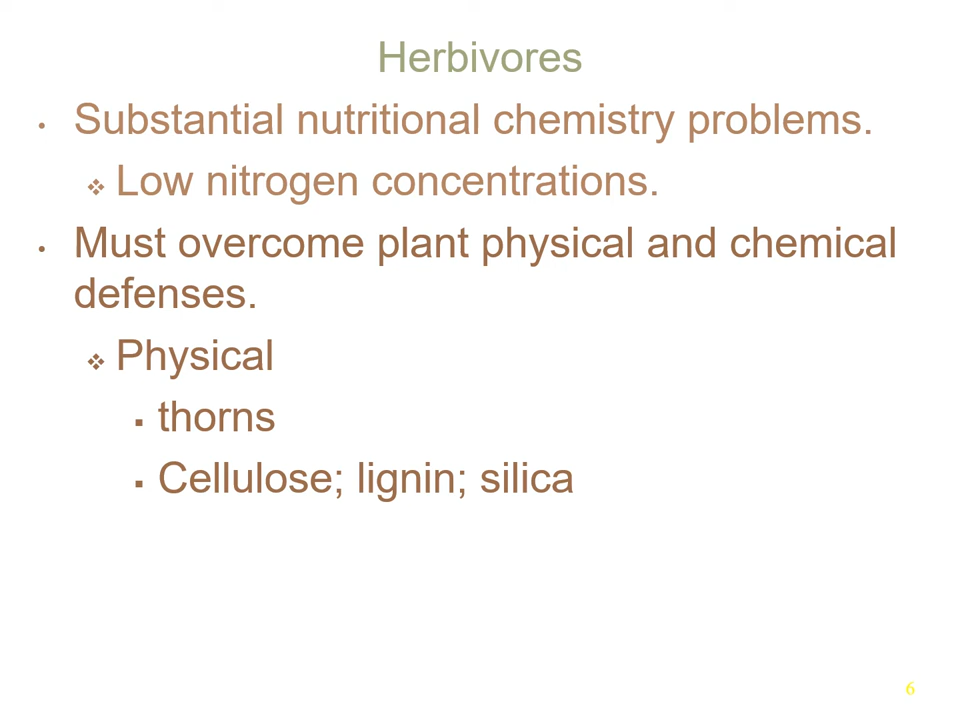 Herbivores
• Substantial nutritional chemistry problems.
❖ Low nitrogen concentrations.
• Must overcome plant physical and chemical
defenses.
❖ Physical
▪ thorns
▪ Cellulose; lignin; silica
6